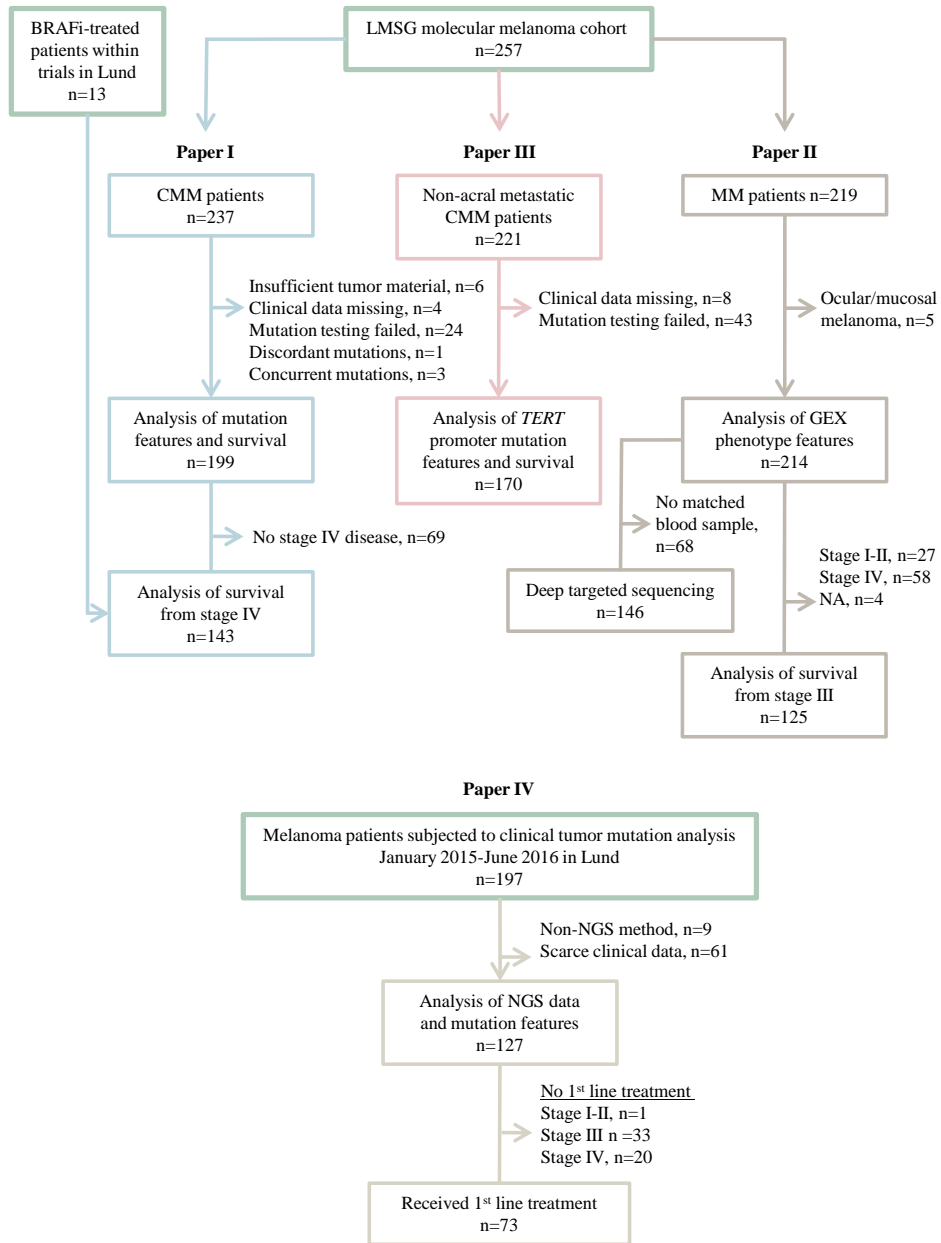 BRAFi-treated
patients within
trials in Lund
n=13
LMSG molecular melanoma cohort
n=257
Paper I
CMM patients
n=237
Insufficient tumor material, n=6
Clinical data missing, n=4
Mutation testing failed, n=24
Discordant mutations, n=1
Concurrent mutations, n=3
Analysis of mutation
features and survival
n=199
No stage IV disease, n=69
Analysis of survival
from stage IV
n=143
Paper III
Non-acral metastatic
CMM patients
n=221
Clinical data missing, n=8
Mutation testing failed, n=43
Analysis of TERT
promoter mutation
features and survival
n=170
Paper II
MM patients n=219
Ocular/mucosal
melanoma, n=5
Analysis of GEX
phenotype features
n=214
No matched
blood sample,
n=68
Deep targeted sequencing
n=146
Stage I-II, n=27
Stage IV, n=58
NA, n=4
Analysis of survival
from stage III
n=125
Paper IV
Melanoma patients subjected to clinical tumor mutation analysis
January 2015-June 2016 in Lund
n=197
Non-NGS method, n=9
Scarce clinical data, n=61
Analysis of NGS data
and mutation features
n=127
No 1st line treatment
Stage I-II, n=1
Stage III n =33
Stage IV, n=20
Received 1st line treatment
n=73